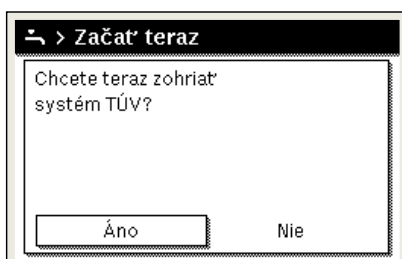 > Začať teraz
Chcete teraz zohriať
systém TÚV?
Áno Nie